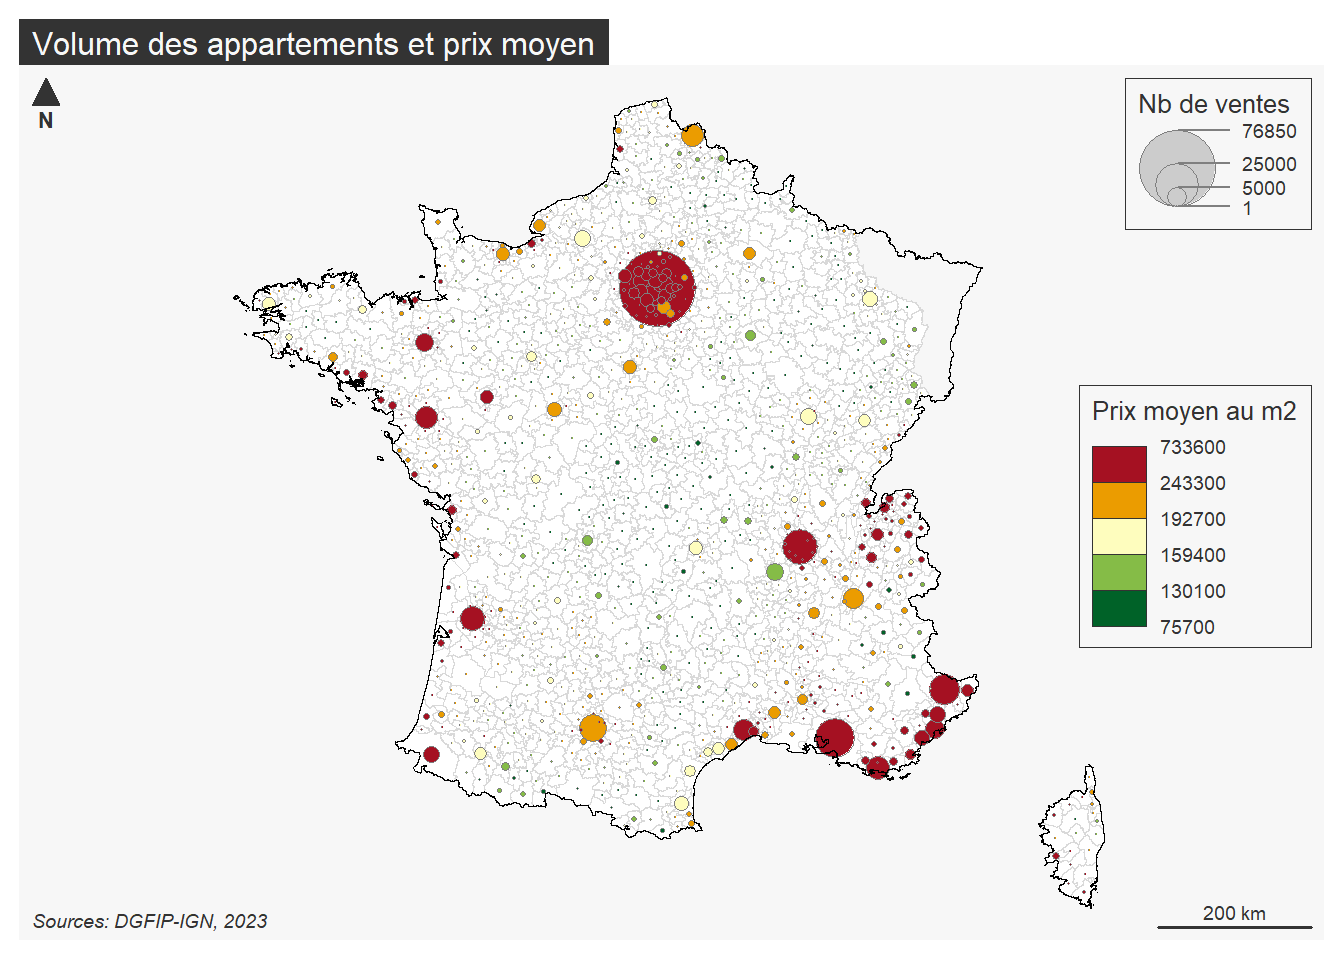 Volume des appartements et prix moyen
N
Nb de ventes
76850
25000
5000
1
Prix moyen au m2
733600
243300
192700
159400
130100
75700
Sources: DGFIP-IGN, 2023
200 km